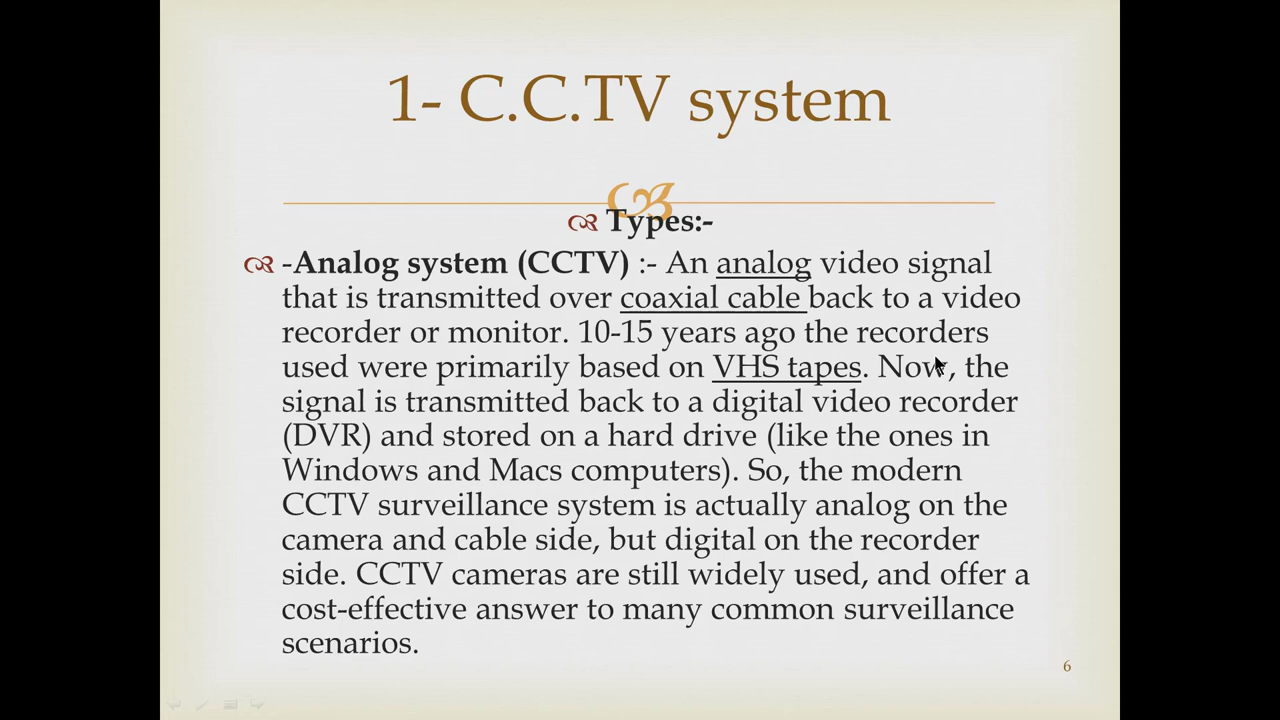 1- C.C.TV system
Types:-
-Analog system (CCTV) :- An analog video signal
that is transmitted over coaxial cable back to a video
recorder or monitor. 10-15 years ago the recorders
used were primarily based on VHS tapes. Now, the
signal is transmitted back to a digital video recorder
(DVR) and stored on a hard drive (like the ones in
Windows and Macs computers). So, the modern
CCTV surveillance system is actually analog on the
camera and cable side, but digital on the recorder
side. CCTV cameras are still widely used, and offer a
cost-effective answer to many common surveillance
scenarios.
6